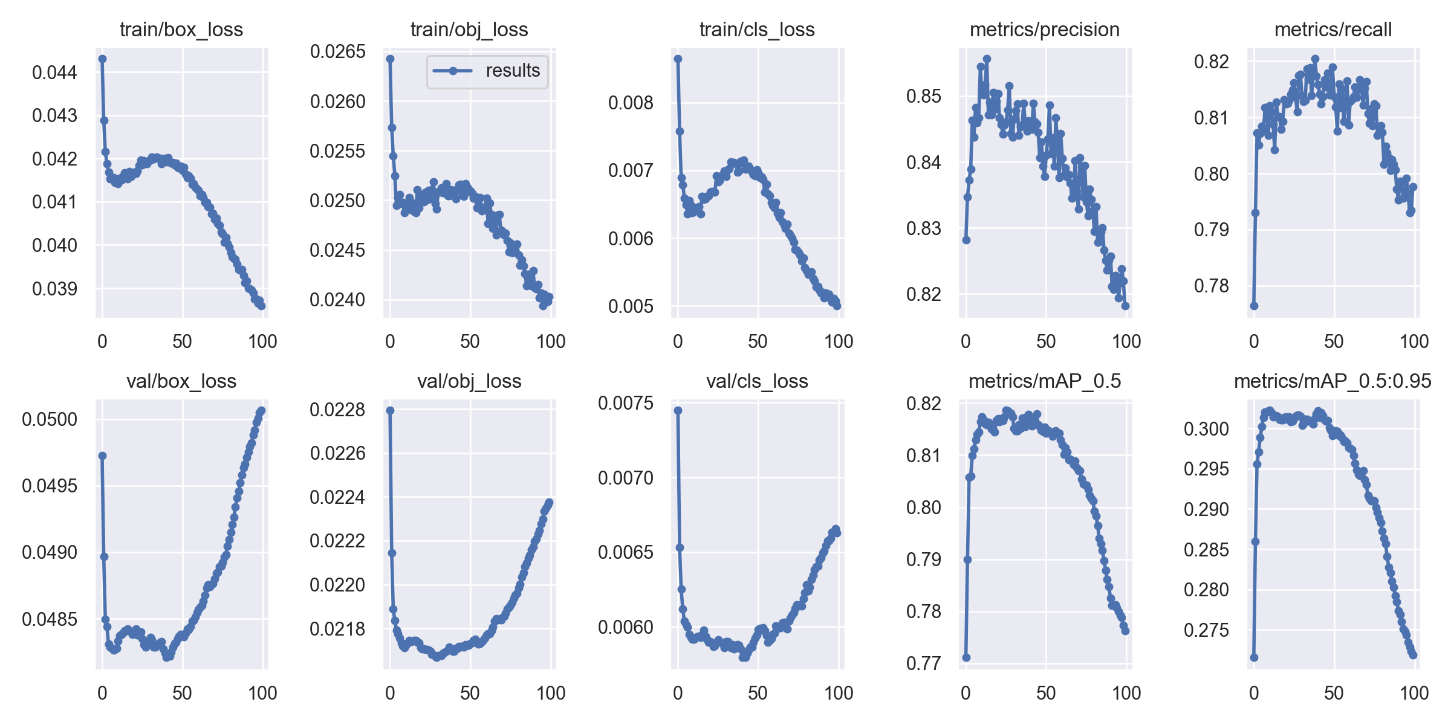 train/box_loss
train/obj_loss
train/cls_loss
metrics/precision
metrics/recall
0.044
0.043
0.042
0.041
0.040
0.039
0 50 100
0.0265
0.0260
0.0255
0.0250
0.0245
0.0240
results
0 50 100
0.008
0.007
0.006
0.005
0 50 100
0.85
0.84
0.83
0.82
0 50 100
0.82
0.81
0.80
0.79
0.78
0 50 100
val/box_loss
val/obj_loss
val/cls_loss
metrics/mAP_0.5
metrics/mAP_0.5:0.95
0.0500
0.0495
0.0490
0.0485
0 50 100
0.0228
0.0226
0.0224
0.0222
0.0220
0.0218
0 50 100
0.0075
0.0070
0.0065
0.0060
0 50 100
0.82
0.81
0.80
0.79
0.78
0.77
0 50 100
0.300
0.295
0.290
0.285
0.280
0.275
0 50 100